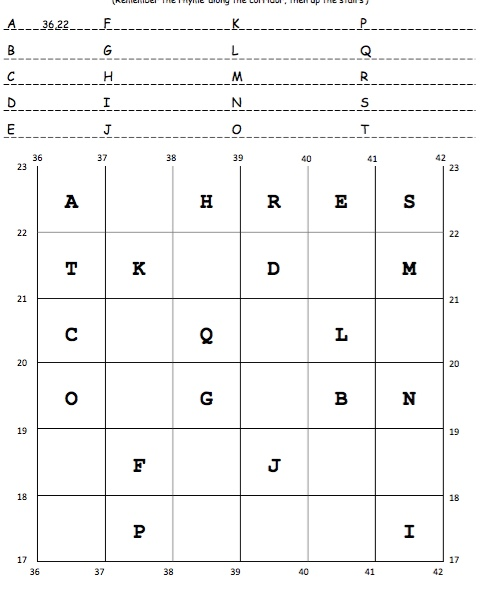 (Remember the rhyme 'along the corridor, then up the stairs')
A 36,22 F K P
B G L Q
C H M R
D I N S
E J O T
36 37 38 39 40 41 42
23 23
A H R E S
22 22
T K D M
21 21
C Q L
20 20
O G B N
19 19
F J
18 18
P I
17 17
36 37 38 39 40 41 42